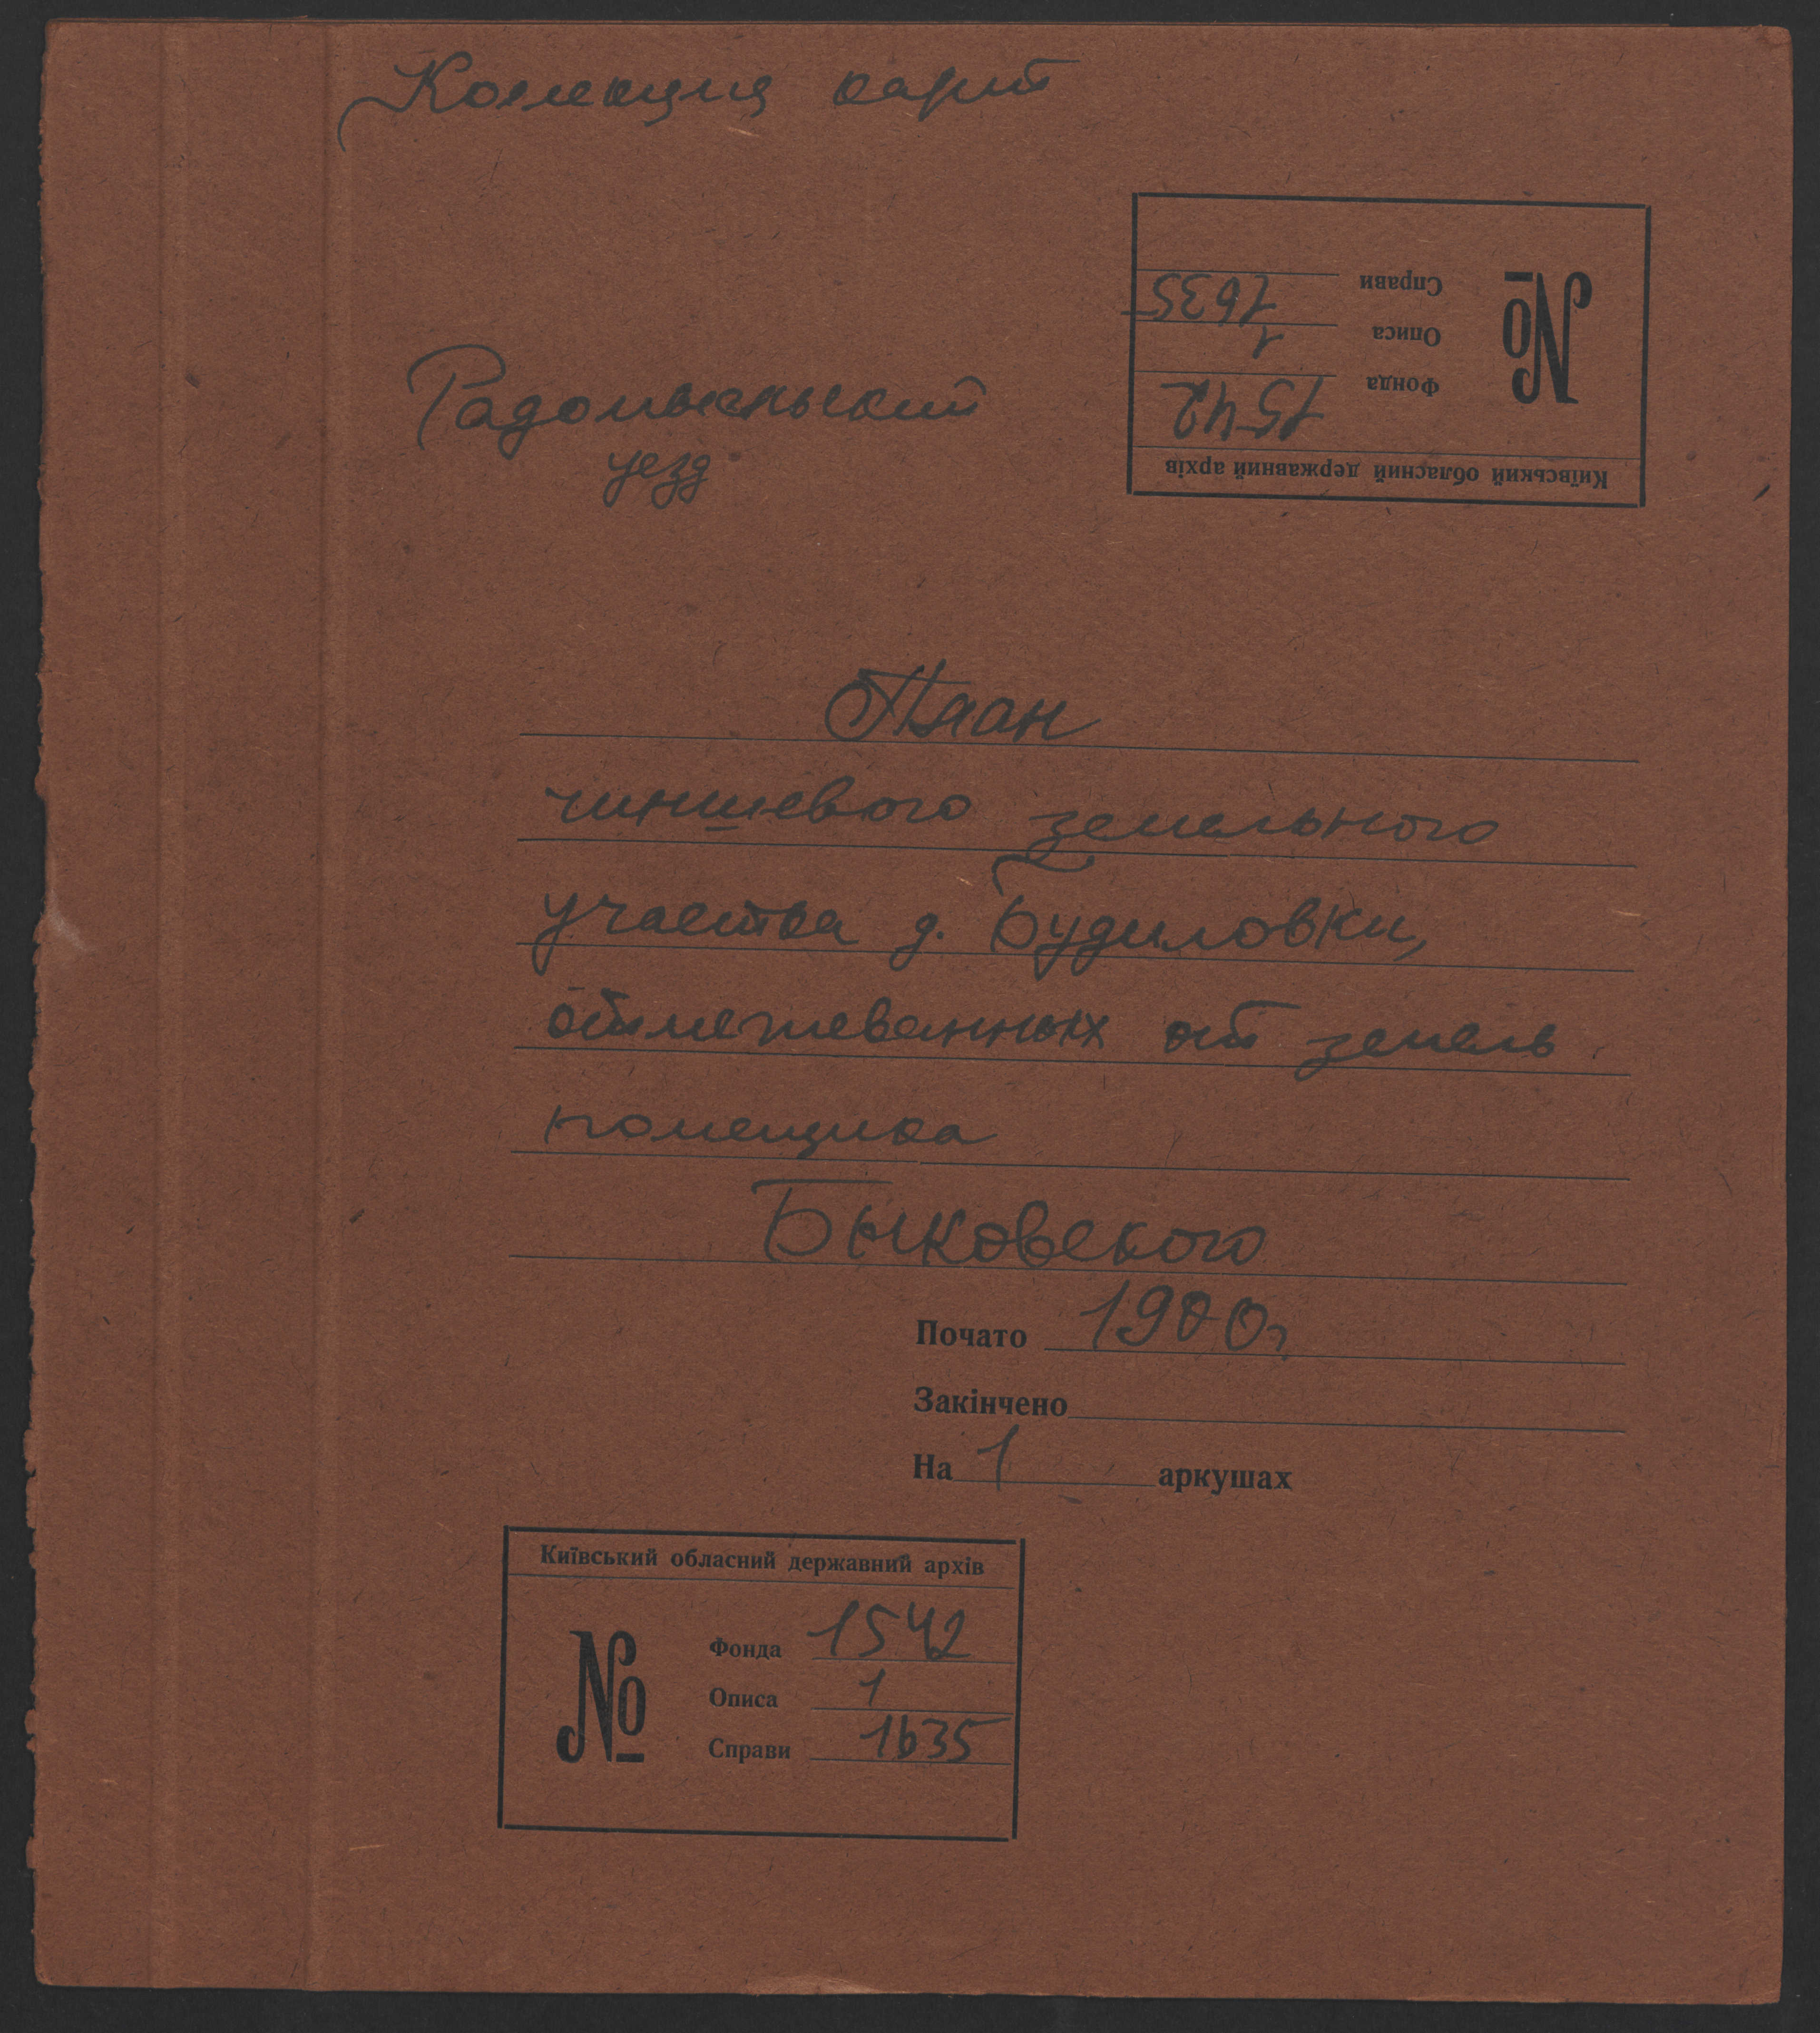 Коллекция карт
Справи 1635
Описа 1
Фонда 1542
№
Київський обласний державний архів
Радомысльский
уезд
План
чиншевого земельного
участка д. Будиловки,
отмежеванных от земель
помещика
Быковского
Почато 1900 г.
Закінчено
На 1 аркушах
Київський обласний державний архів
№
Фонда 1542
Описа 1
Справи 1635